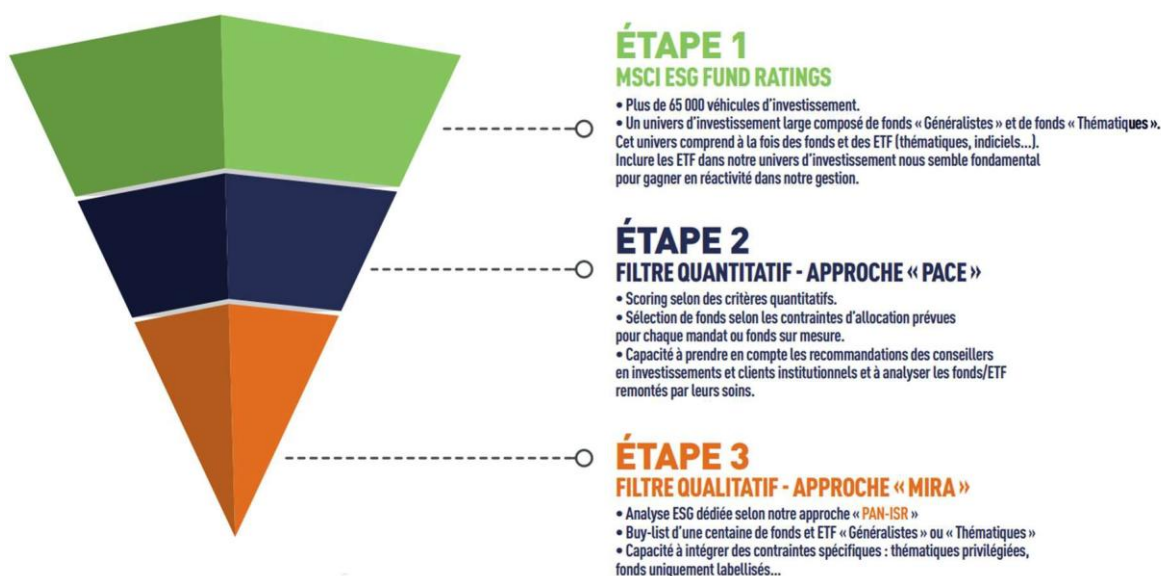 ÉTAPE 1
MSCI ESG FUND RATINGS
• Plus de 65 000 véhicules d'investissement.
• Un univers d'investissement large composé de fonds « Généralistes » et de fonds « Thématiques ».
Cet univers comprend à la fois des fonds et des ETF (thématiques, indiciels...).
Inclure les ETF dans notre univers d'investissement nous semble fondamental
pour gagner en réactivité dans notre gestion.
ÉTAPE 2
FILTRE QUANTITATIF - APPROCHE « PACE »
• Scoring selon des critères quantitatifs.
• Sélection de fonds selon les contraintes d'allocation prévues
pour chaque mandat ou fonds sur mesure.
• Capacité à prendre en compte les recommandations des conseillers
en investissements et clients institutionnels et à analyser les fonds/ETF
remontés par leurs soins.
ÉTAPE 3
FILTRE QUALITATIF - APPROCHE « MIRA »
• Analyse ESG dédiée selon notre approche « PAN-ISR »
• Buy-list d'une centaine de fonds et ETF « Généralistes » ou « Thématiques »
• Capacité à intégrer des contraintes spécifiques : thématiques privilégiées,
fonds uniquement labellisés...